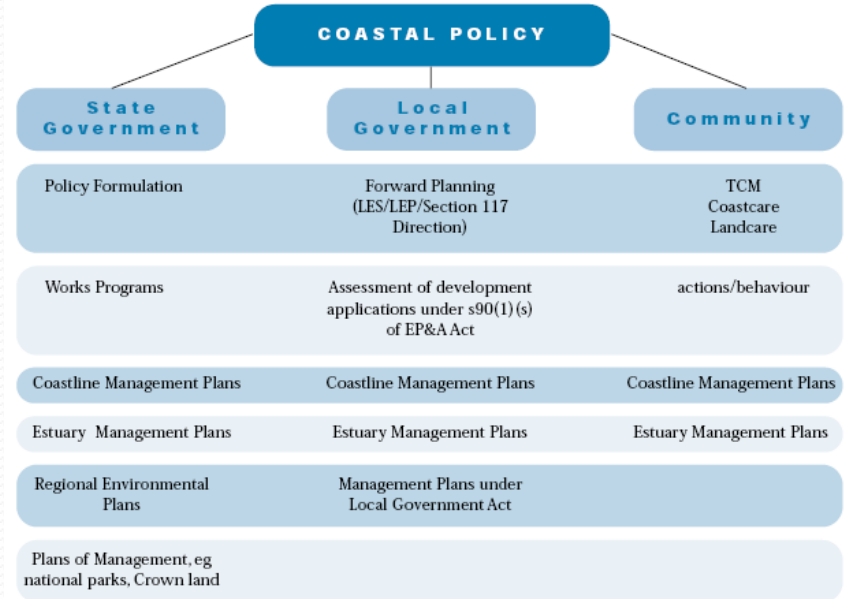 COASTAL POLICY
State
Government
Local
Government
Community
Policy Formulation
Forward Planning
(LES/LEP/Section 117
Direction)
TCM
Coastcare
Landcare
Works Programs
Assessment of development
applications under s90(1)(s)
of EP&A Act
actions/behaviour
Coastline Management Plans
Coastline Management Plans
Coastline Management Plans
Estuary Management Plans
Estuary Management Plans
Estuary Management Plans
Regional Environmental
Plans
Management Plans under
Local Government Act
Plans of Management, eg
national parks, Crown land